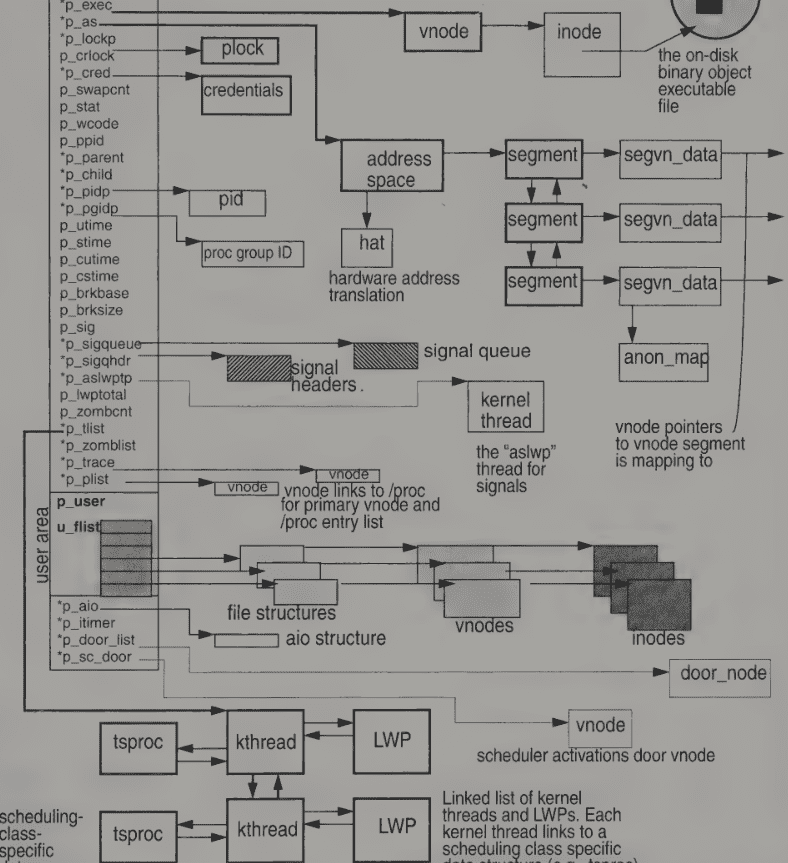 *p_exec
*p_as
*p_lockp
p_crlock
*p_cred
p_swapcnt
p_stat
p_wcode
p_ppid
*p_parent
*p_child
*p_pidp
*p_pgidp
p_utime
p_stime
p_cutime
p_cstime
p_brkbase
p_brksize
p_sig
*p_sigqueue
*p_sigqhdr
*p_aslwptp
p_lwptotal
p_zombcnt
*p_tlist
*p_zomblist
*p_trace
*p_plist
user area
p_user
u_flist
*p_aio
*p_itimer
*p_door_list
*p_sc_door
vnode
inode
the on-disk
binary object
executable
file
plock
credentials
address
space
segment
segvn_data
segment
segvn_data
segment
segvn_data
hat
hardware address
translation
pid
proc group ID
anon_map
signal queue
signal
headers.
kernel
thread
the "aslwp"
thread for
signals
vnode pointers
to vnode segment
is mapping to
vnode
vnode
vnode links to /proc
for primary vnode and
/proc entry list
file structures
vnodes
inodes
aio structure
door_node
vnode
scheduler activations door vnode
tsproc
kthread
LWP
tsproc
kthread
LWP
scheduling-
class-
specific
Linked list of kernel
threads and LWPs. Each
kernel thread links to a
scheduling class specific
data structure (e.g., tsproc)